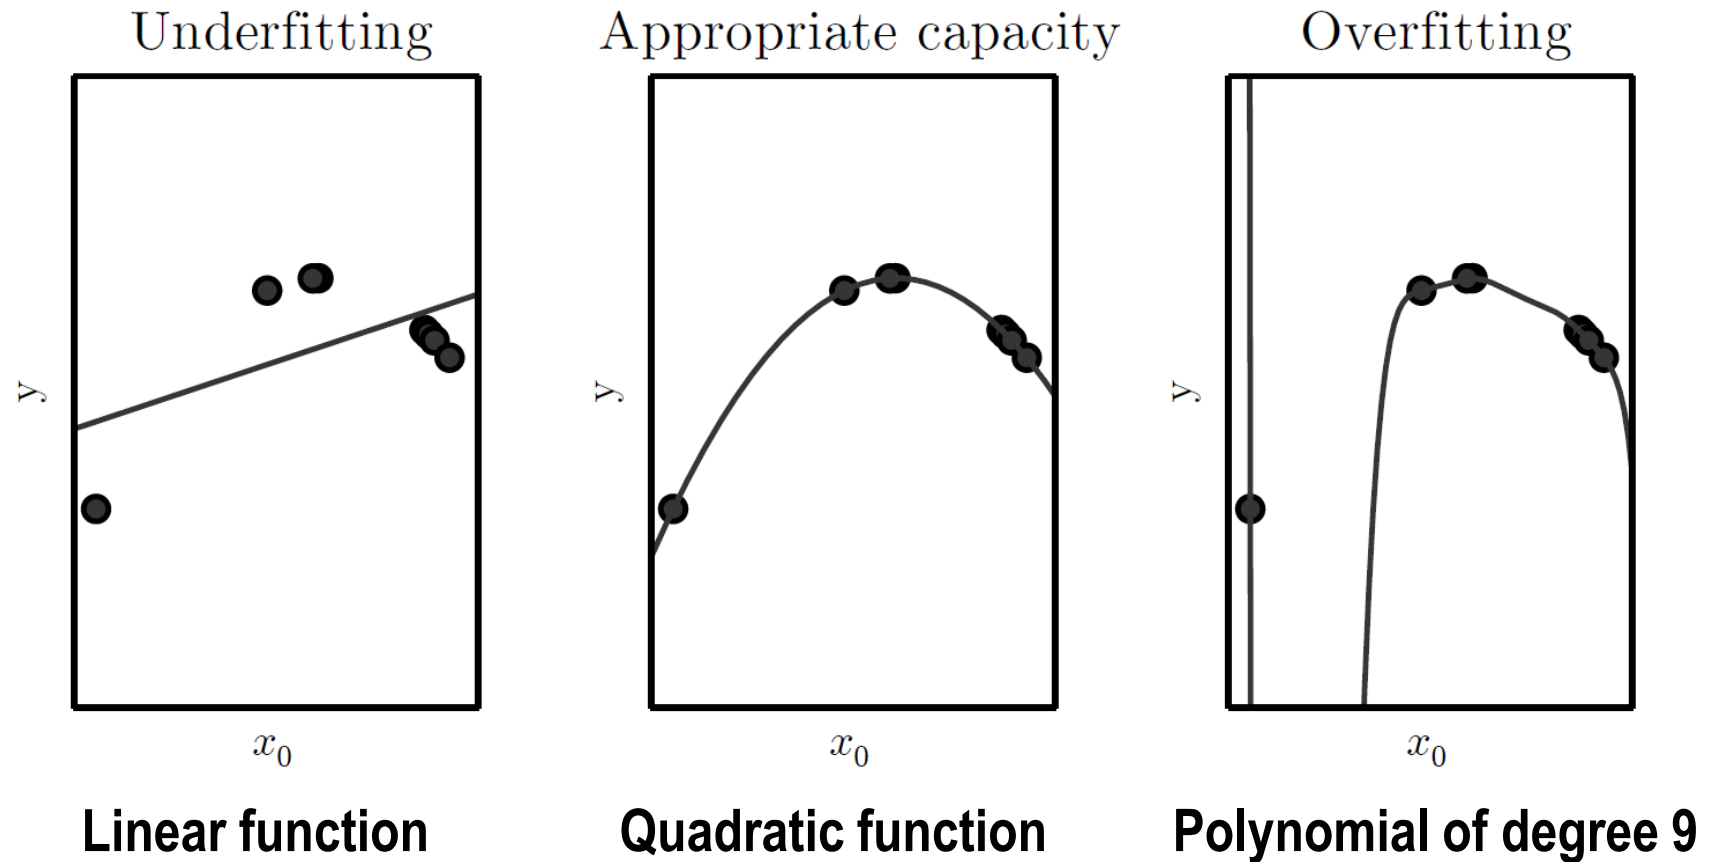 Underfitting
Appropriate capacity
Overfitting
y
y
y
x0
x0
x0
Linear function
Quadratic function
Polynomial of degree 9